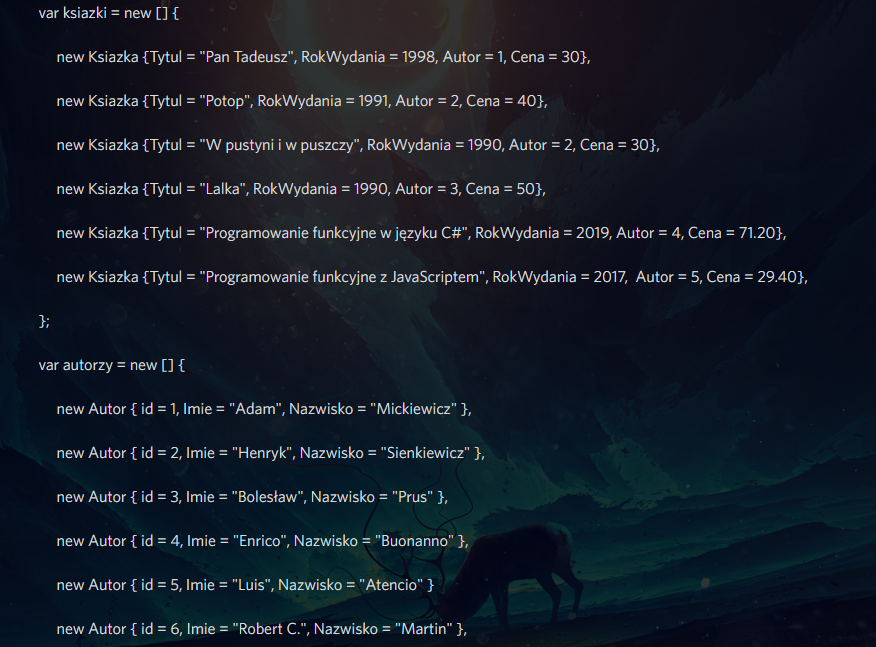 var ksiazki = new [] {
new Ksiazka {Tytul = "Pan Tadeusz", RokWydania = 1998, Autor = 1, Cena = 30},
new Ksiazka {Tytul = "Potop", RokWydania = 1991, Autor = 2, Cena = 40},
new Ksiazka {Tytul = "W pustyni i w puszczy", RokWydania = 1990, Autor = 2, Cena = 30},
new Ksiazka {Tytul = "Lalka", RokWydania = 1990, Autor = 3, Cena = 50},
new Ksiazka {Tytul = "Programowanie funkcyjne w języku C#", RokWydania = 2019, Autor = 4, Cena = 71.20},
new Ksiazka {Tytul = "Programowanie funkcyjne z JavaScriptem", RokWydania = 2017,  Autor = 5, Cena = 29.40},
};
var autorzy = new [] {
new Autor { id = 1, Imie = "Adam", Nazwisko = "Mickiewicz" },
new Autor { id = 2, Imie = "Henryk", Nazwisko = "Sienkiewicz" },
new Autor { id = 3, Imie = "Bolesław", Nazwisko = "Prus" },
new Autor { id = 4, Imie = "Enrico", Nazwisko = "Buonanno" },
new Autor { id = 5, Imie = "Luis", Nazwisko = "Atencio" }
new Autor { id = 6, Imie = "Robert C.", Nazwisko = "Martin" },